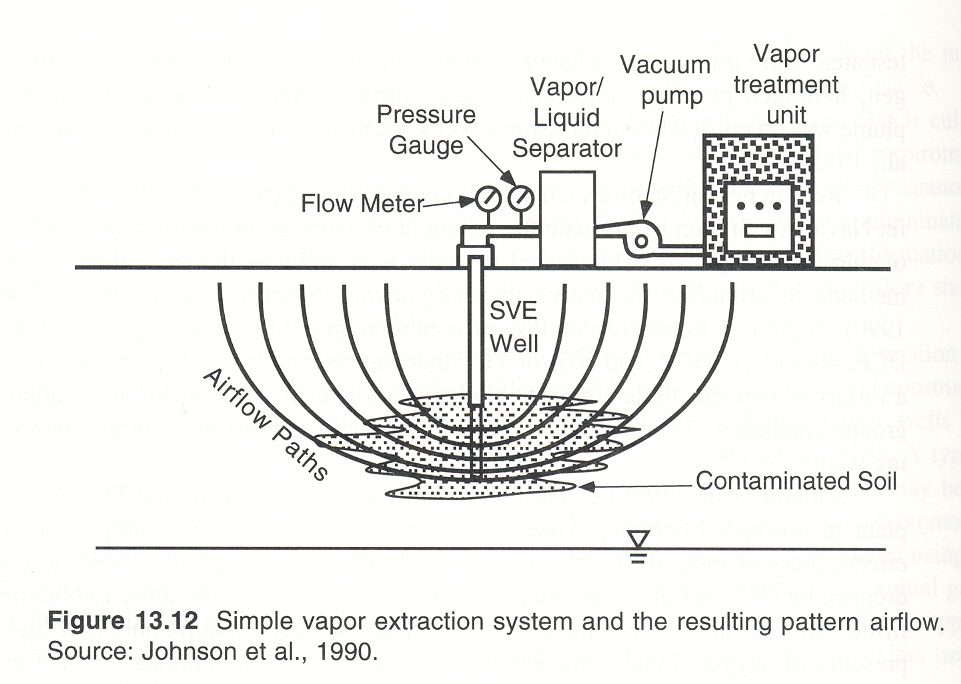 Vapor
treatment
unit
Vacuum
pump
Vapor/
Liquid
Separator
Pressure
Gauge
Flow Meter
SVE
Well
Airflow Paths
Contaminated Soil
Figure 13.12 Simple vapor extraction system and the resulting pattern airflow.
Source: Johnson et al., 1990.